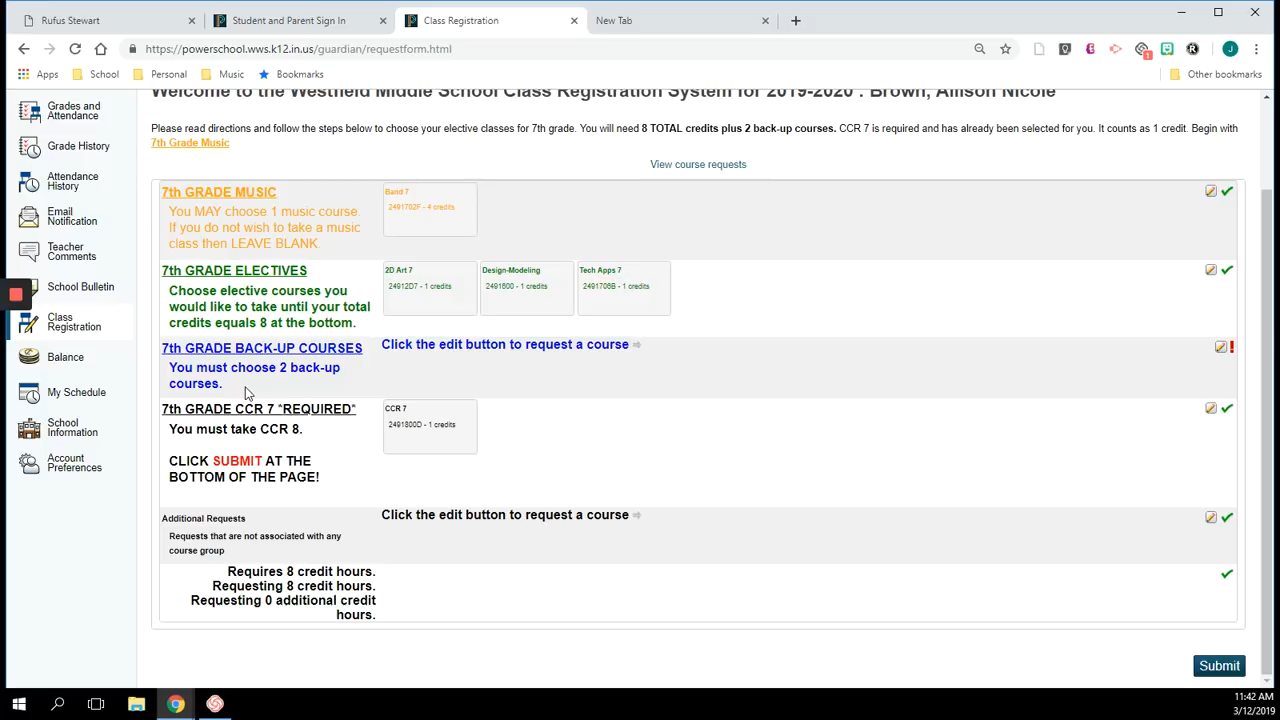 Rufus Stewart
Student and Parent Sign In
Class Registration
New Tab
https://powerschool.wws.k12.in.us/guardian/requestform.html
J
1
Apps
School
Personal
Music
Bookmarks
Other bookmarks
Grades and
Attendance
Grade History
Attendance
History
Email
Notification
Teacher
Comments
School Bulletin
Class
Registration
Balance
My Schedule
School
Information
Account
Preferences
Welcome to the Westfield Middle School Class Registration System for 2019-2020 : Brown, Allison Nicole
Please read directions and follow the steps below to choose your elective classes for 7th grade. You will need 8 TOTAL credits plus 2 back-up courses. CCR 7 is required and has already been selected for you. It counts as 1 credit. Begin with
7th Grade Music
View course requests
7th GRADE MUSIC
You MAY choose 1 music course.
If you do not wish to take a music
class then LEAVE BLANK.
Band 7
2491702F - 4 credits
7th GRADE ELECTIVES
Choose elective courses you
would like to take until your total
credits equals 8 at the bottom.
2D Art 7
24912D7 - 1 credits
Design-Modeling
2491600 - 1 credits
Tech Apps 7
2491706B - 1 credits
7th GRADE BACK-UP COURSES
You must choose 2 back-up
courses.
Click the edit button to request a course
7th GRADE CCR 7 *REQUIRED*
You must take CCR 8.
CLICK SUBMIT AT THE
BOTTOM OF THE PAGE!
CCR 7
2491800D - 1 credits
Additional Requests
Requests that are not associated with any
course group
Click the edit button to request a course
Requires 8 credit hours.
Requesting 8 credit hours.
Requesting 0 additional credit
hours.
Submit
11:42 AM
3/12/2019